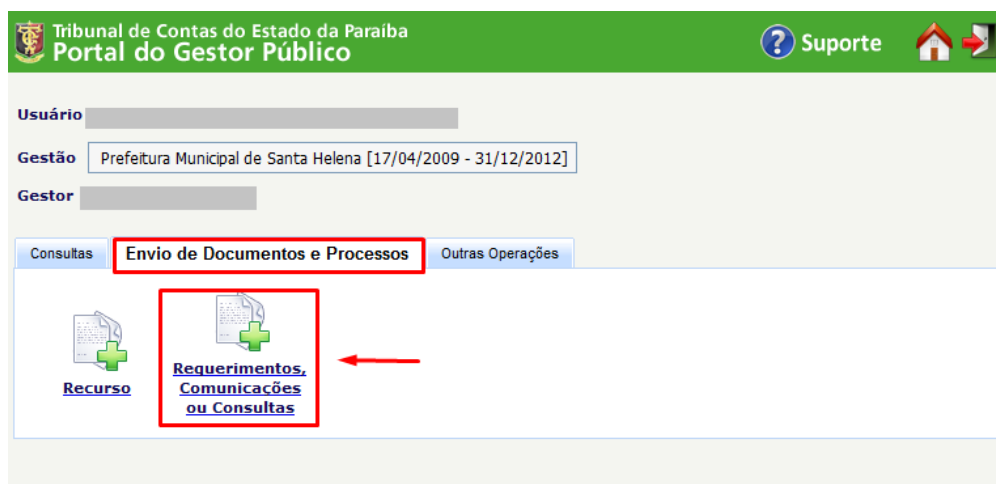 Tribunal de Contas do Estado da Paraíba
Portal do Gestor Público
? Suporte
Usuário
Gestão Prefeitura Municipal de Santa Helena [17/04/2009 - 31/12/2012]
Gestor
Consultas Envio de Documentos e Processos Outras Operações
Recurso
Requerimentos,
Comunicações
ou Consultas